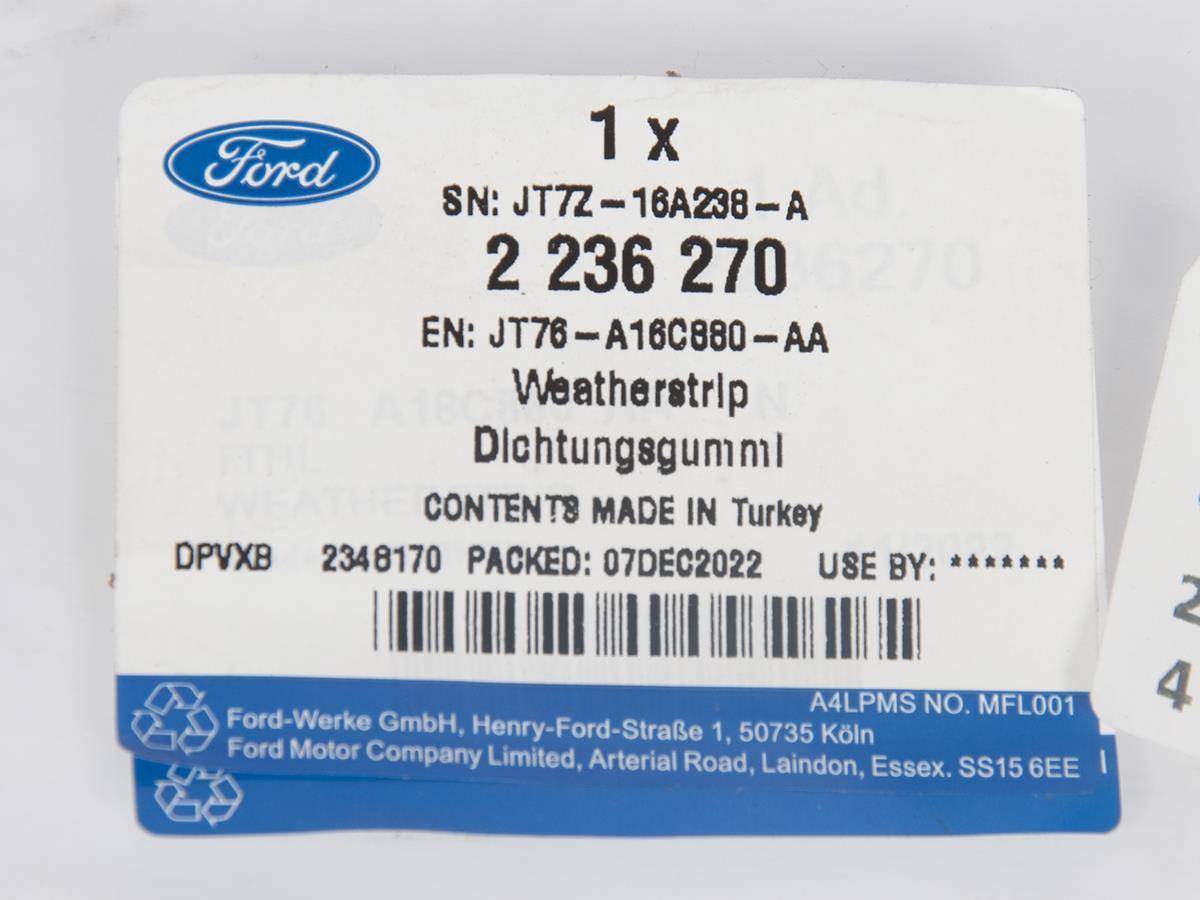 Ford
1 x
SN: JT7Z-16A238-A
2 236 270
EN: JT76-A16C880-AA
Weatherstrip
Dichtungsgummi
CONTENTS MADE IN Turkey
DPVXB 2348170 PACKED: 07DEC2022 USE BY: *******
A4LPMS NO. MFL001
Ford-Werke GmbH, Henry-Ford-Straße 1, 50735 Köln
Ford Motor Company Limited, Arterial Road, Laindon, Essex. SS15 6EE
2
4